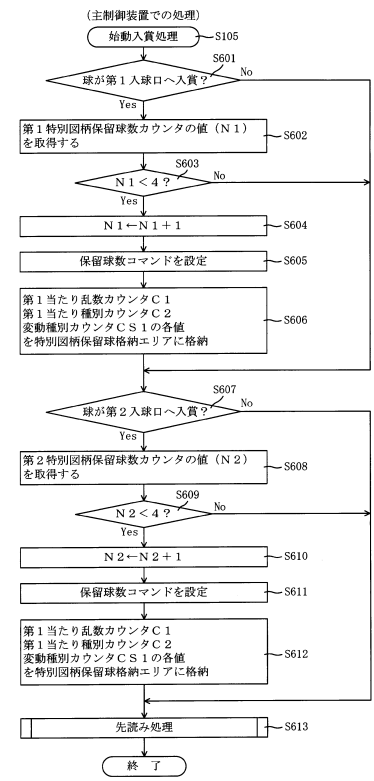 (主制御装置での処理)
始動入賞処理
S105
S601
球が第1入球口へ入賞?
No
Yes
第1特別図柄保留球数カウンタの値(N1)
を取得する
S602
S603
N1<4?
No
Yes
N1←N1+1
S604
保留球数コマンドを設定
S605
第1当たり乱数カウンタC1
第1当たり種別カウンタC2
変動種別カウンタCS1の各値
を特別図柄保留球格納エリアに格納
S606
S607
球が第2入球口へ入賞?
No
Yes
第2特別図柄保留球数カウンタの値(N2)
を取得する
S608
S609
N2<4?
No
Yes
N2←N2+1
S610
保留球数コマンドを設定
S611
第1当たり乱数カウンタC1
第1当たり種別カウンタC2
変動種別カウンタCS1の各値
を特別図柄保留球格納エリアに格納
S612
先読み処理
S613
終 了